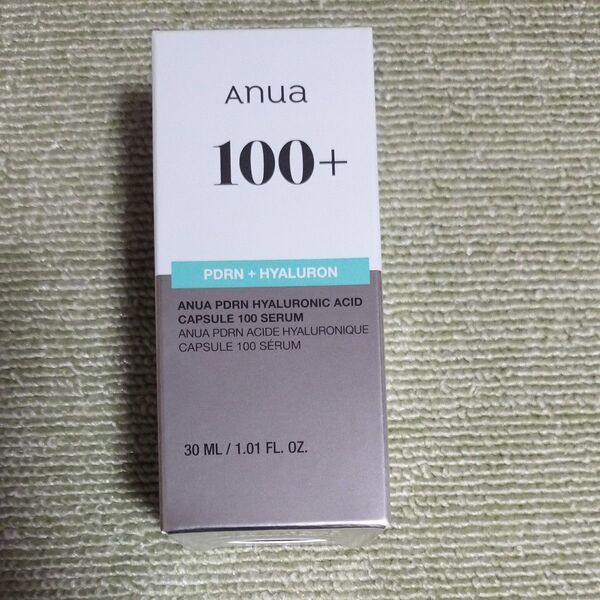 Anua
100+
PDRN + HYALURON
ANUA PDRN HYALURONIC ACID
CAPSULE 100 SERUM
ANUA PDRN ACIDE HYALURONIQUE
CAPSULE 100 SÉRUM
30 ML / 1.01 FL. OZ.